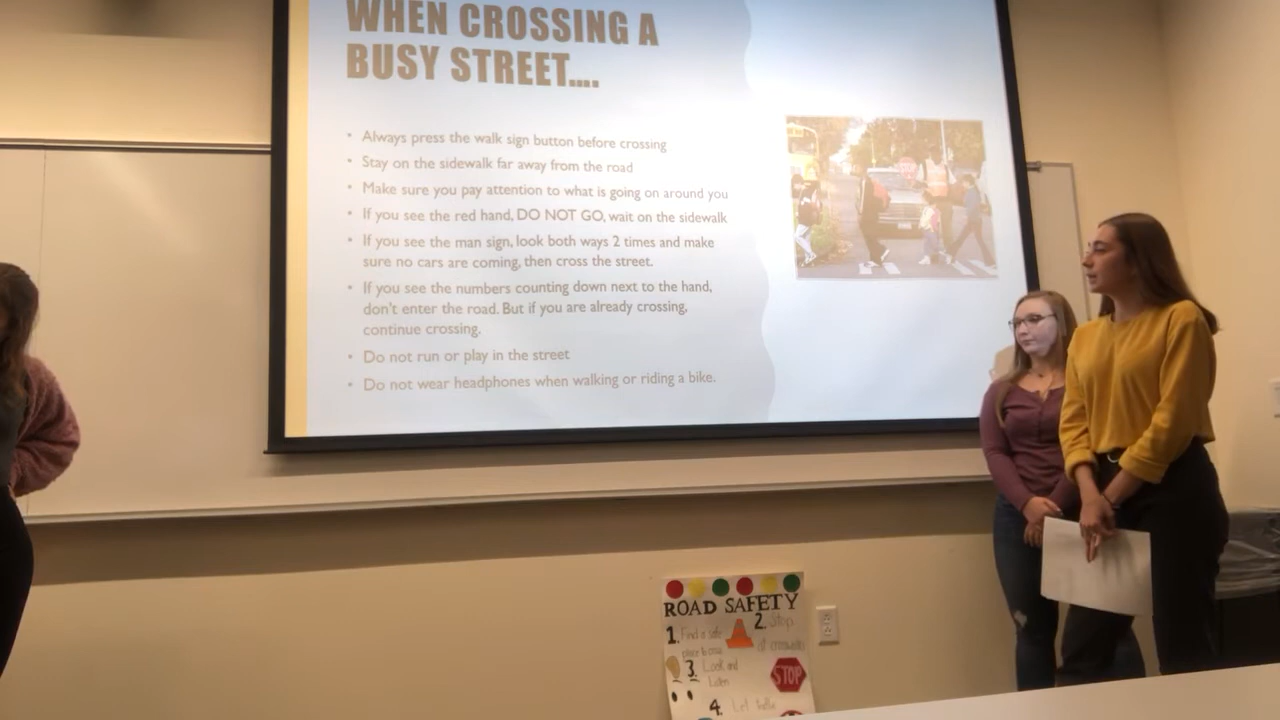 WHEN CROSSING A
BUSY STREET....
• Always press the walk sign button before crossing
• Stay on the sidewalk far away from the road
• Make sure you pay attention to what is going on around you
• If you see the red hand, DO NOT GO, wait on the sidewalk
• If you see the man sign, look both ways 2 times and make
sure no cars are coming, then cross the street.
• If you see the numbers counting down next to the hand,
don't enter the road. But if you are already crossing,
continue crossing.
• Do not run or play in the street
• Do not wear headphones when walking or riding a bike.
ROAD SAFETY
1. Find a safe
place to cross
2. Stop
at crosswalks
3. Look and
Listen
STOP
4. Let